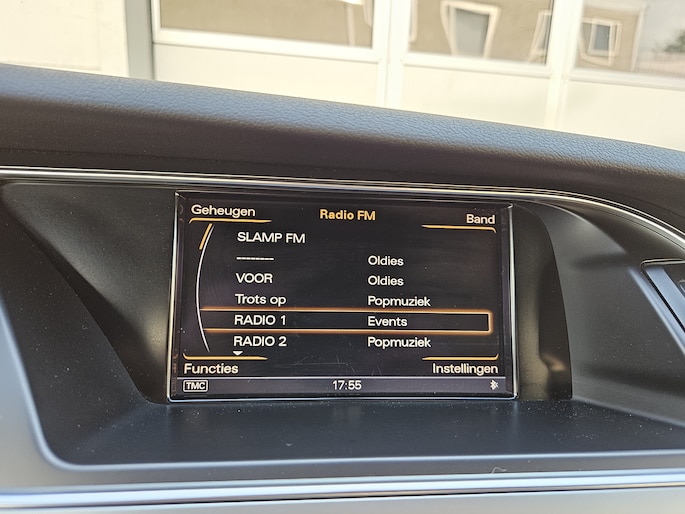 Geheugen Radio FM Band
SLAMP FM
-------- Oldies
VOOR Oldies
Trots op Popmuziek
RADIO 1 Events
RADIO 2 Popmuziek
Functies Instellingen
TMC 17:55